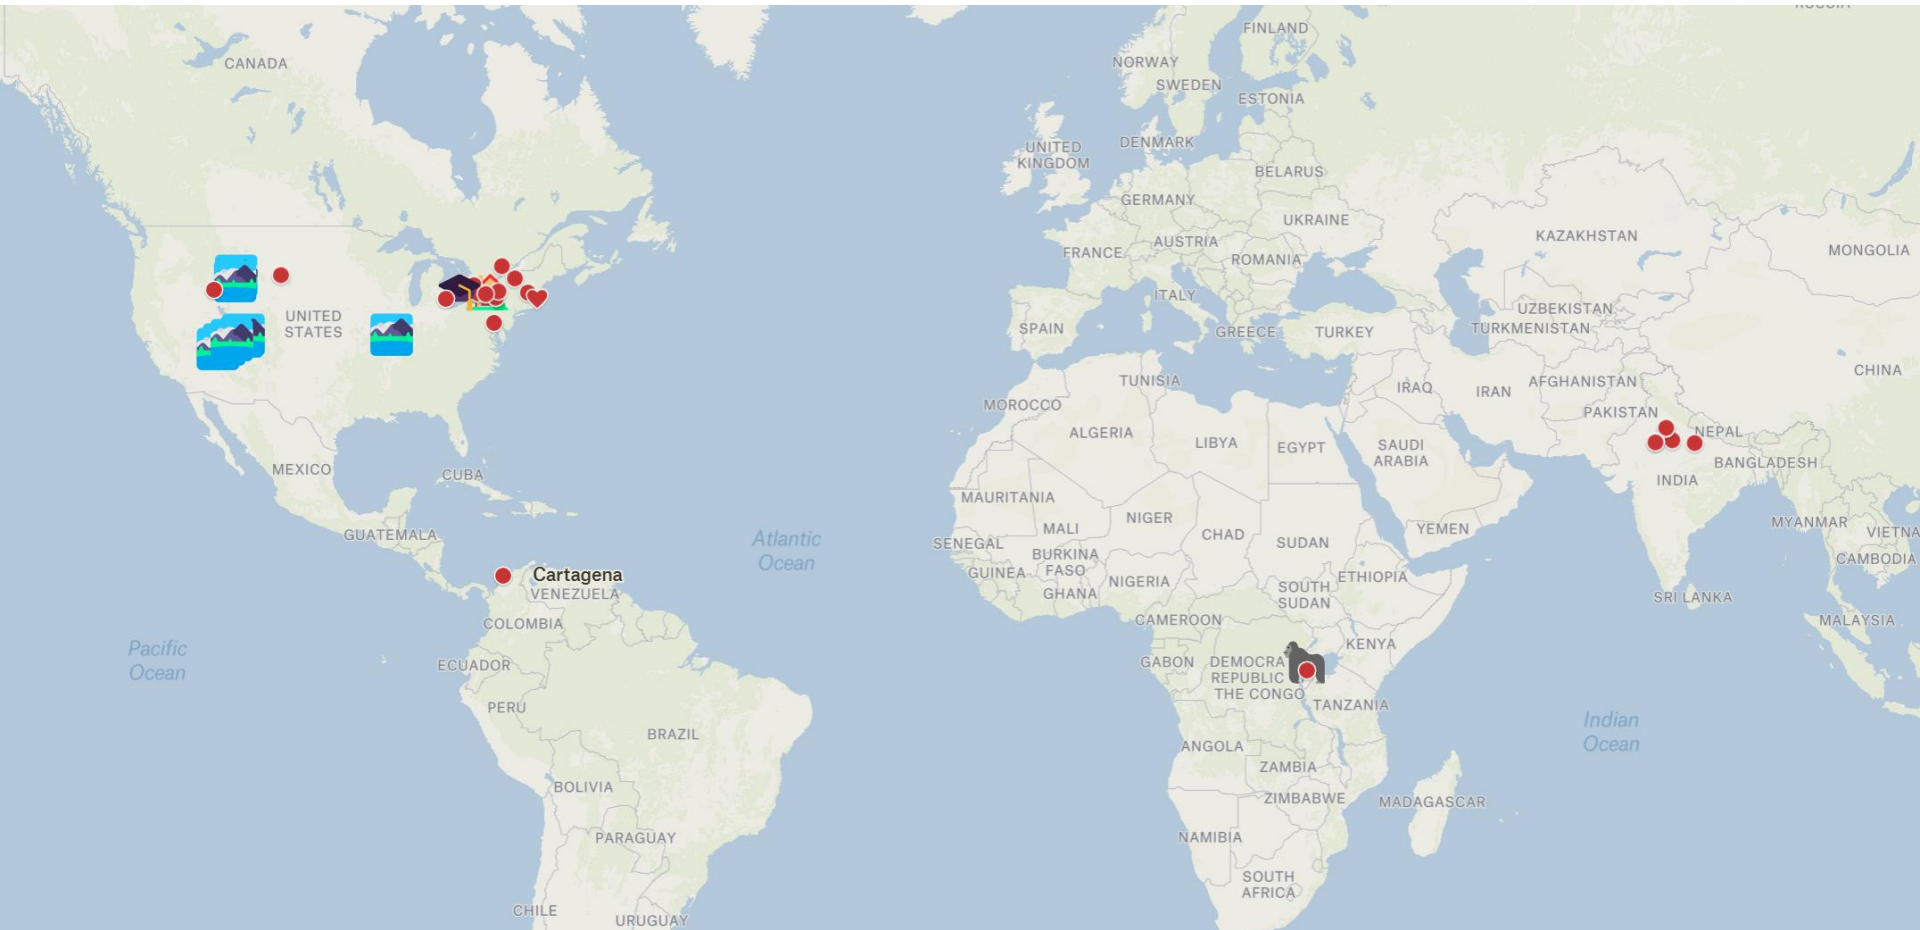 RUSSIA
FINLAND
CANADA
NORWAY
SWEDEN
ESTONIA
DENMARK
UNITED
KINGDOM
BELARUS
GERMANY
UKRAINE
KAZAKHSTAN
AUSTRIA
FRANCE
MONGOLIA
ROMANIA
ITALY
UZBEKISTAN
UNITED
STATES
SPAIN
GREECE
TURKEY
TURKMENISTAN
CHINA
TUNISIA
IRAQ
IRAN
AFGHANISTAN
MOROCCO
PAKISTAN
ALGERIA
LIBYA
EGYPT
SAUDI
ARABIA
NEPAL
BANGLADESH
MEXICO
CUBA
INDIA
MAURITANIA
NIGER
MALI
CHAD
YEMEN
MYANMAR
VIETNA
GUATEMALA
Atlantic
Ocean
SENEGAL
SUDAN
BURKINA
FASO
CAMBODIA
Cartagena
GUINEA
NIGERIA
ETHIOPIA
VENEZUELA
GHANA
SOUTH
SUDAN
SRI LANKA
COLOMBIA
CAMEROON
MALAYSIA
Pacific
Ocean
KENYA
ECUADOR
GABON
DEMOCRA
REPUBLIC
THE CONGO
PERU
TANZANIA
Indian
Ocean
BRAZIL
ANGOLA
ZAMBIA
BOLIVIA
ZIMBABWE
MADAGASCAR
PARAGUAY
NAMIBIA
SOUTH
AFRICA
CHILE
URUGUAY